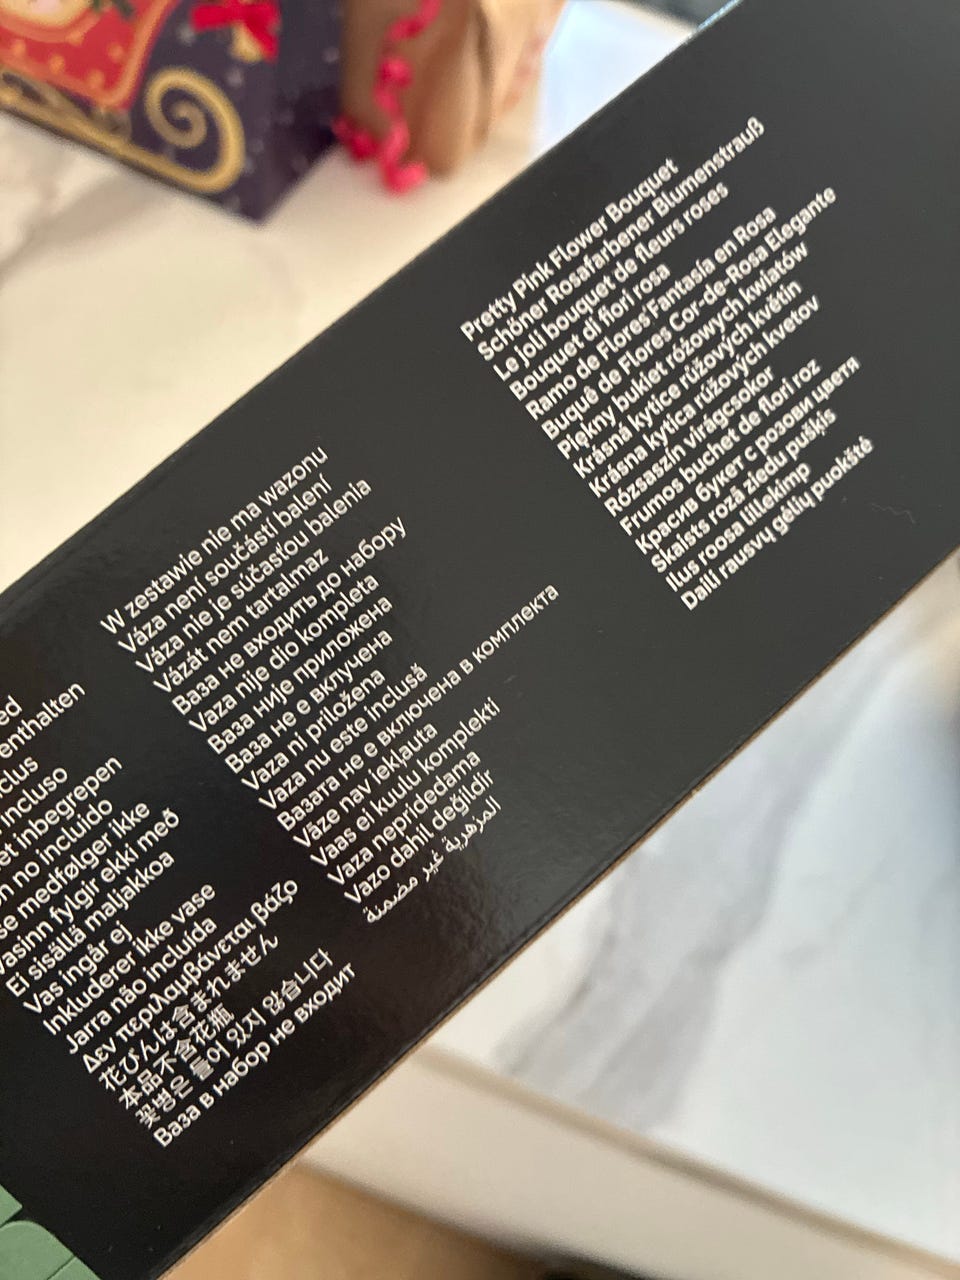 enthalten
incluso
inbegrepen
no incluido
medfølger ikke
Vasinn fylgir ekki með
Ei sisällä maljakkoa
Vas ingår ej
Inkluderer ikke vase
Jarra não incluída
Δεν περιλαμβάνεται βάζο
花びんは含まれません
本品不含花瓶
꽃병은 들어 있지 않습니다
Ваза в набор не входит
W zestawie nie ma wazonu
Váza není součástí balení
Váza nie je súčasťou balenia
Vázát nem tartalmaz
Ваза не входить до набору
Vaza nije dio kompleta
Ваза није приложена
Ваза не е вклучена
Vaza ni priložena
Vaza nu este inclusă
Вазата не е включена в комплекта
Vāze nav iekļauta
Vaas ei kuulu komplekti
Vaza nepridedama
Vazo dahil değildir
المزهرية غير مضمنة
Pretty Pink Flower Bouquet
Schöner Rosafarbener Blumenstrauß
Le joli bouquet de fleurs roses
Bouquet di fiori rosa
Ramo de Flores Fantasía en Rosa
Buguê de Flores Cor-de-Rosa Elegante
Piękny bukiet różowych kwiatów
Krásná kytice růžových květin
Krásna kytica ružových kvetov
Rózsaszín virágcsokor
Frumos buchet de flori roz
Красив букет с розови цветя
Skaists rozā ziedu pušķis
Ilus roosa lillekimp
Daili rausvų gėlių puokštė